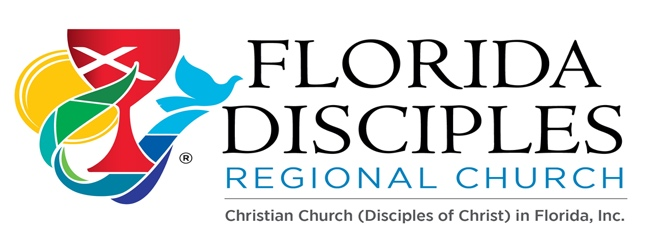 FLORIDA
DISCIPLES
REGIONAL CHURCH
®
Christian Church (Disciples of Christ) in Florida, Inc.